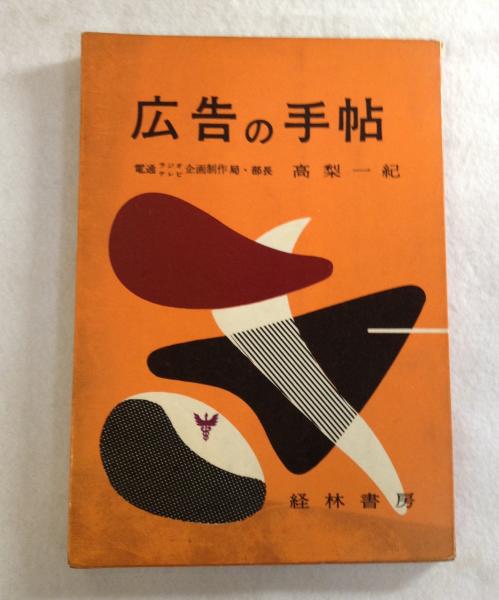 広告の手帖
電通ラジオテレビ企画制作局・部長 高梨一紀
経林書房